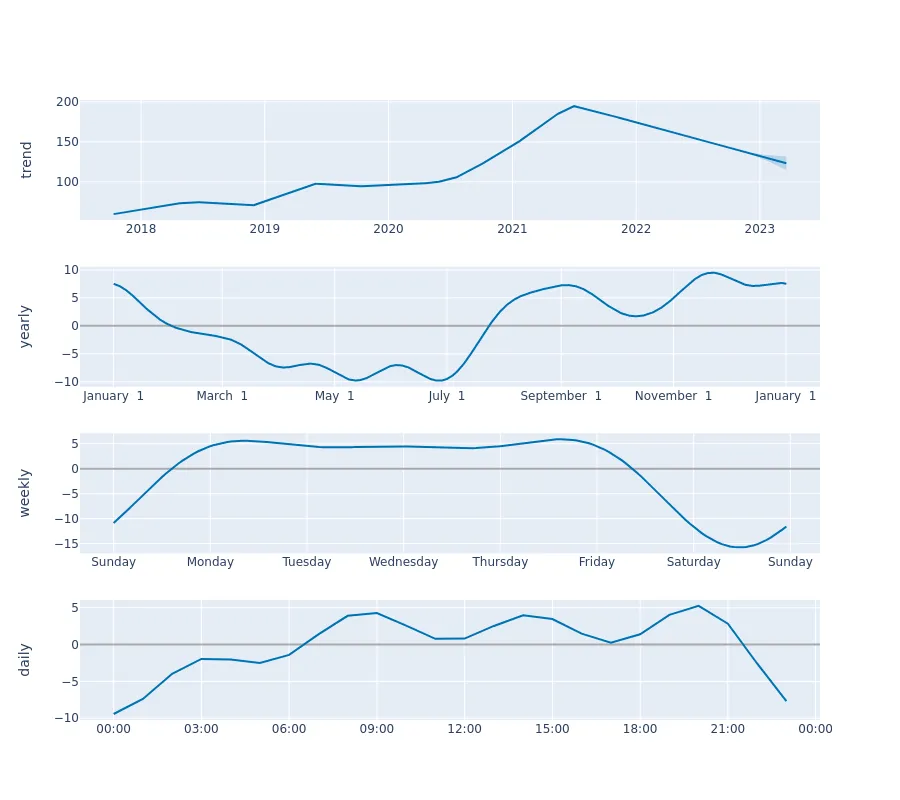 trend
200
150
100
2018 2019 2020 2021 2022 2023
yearly
10
5
0
−5
−10
January 1 March 1 May 1 July 1 September 1 November 1 January 1
weekly
5
0
−5
−10
−15
Sunday Monday Tuesday Wednesday Thursday Friday Saturday Sunday
daily
5
0
−5
−10
00:00 03:00 06:00 09:00 12:00 15:00 18:00 21:00 00:00